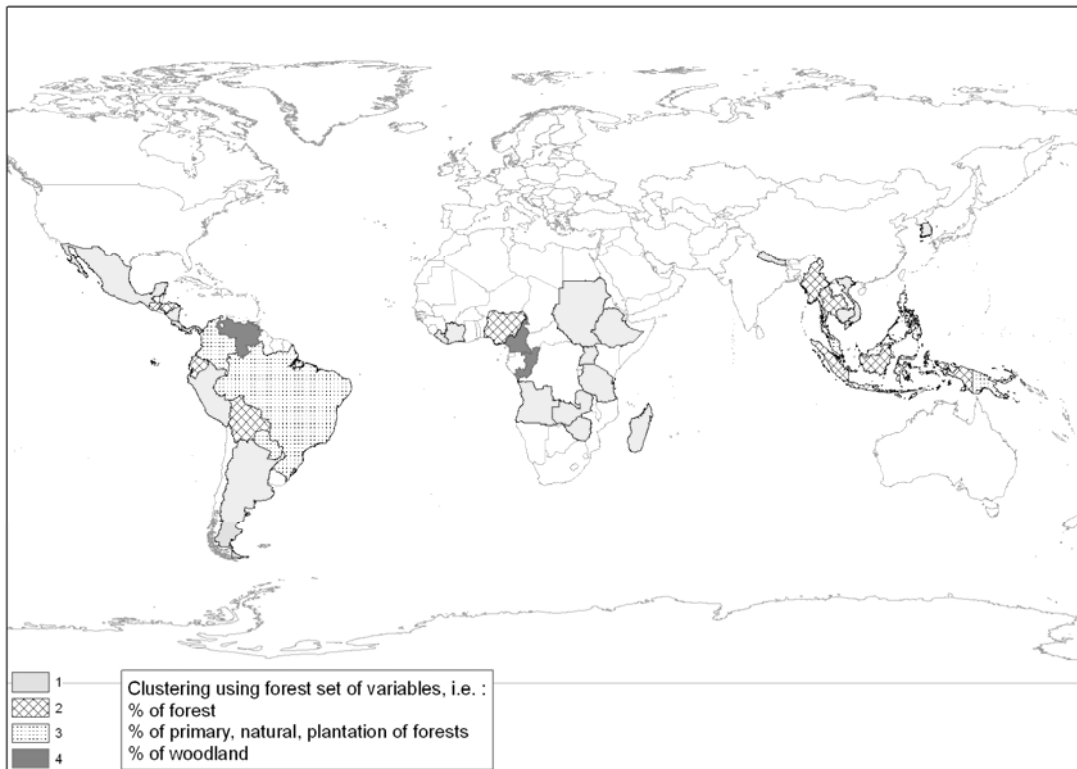 1
2
3
4
Clustering using forest set of variables, i.e. :
% of forest
% of primary, natural, plantation of forests
% of woodland